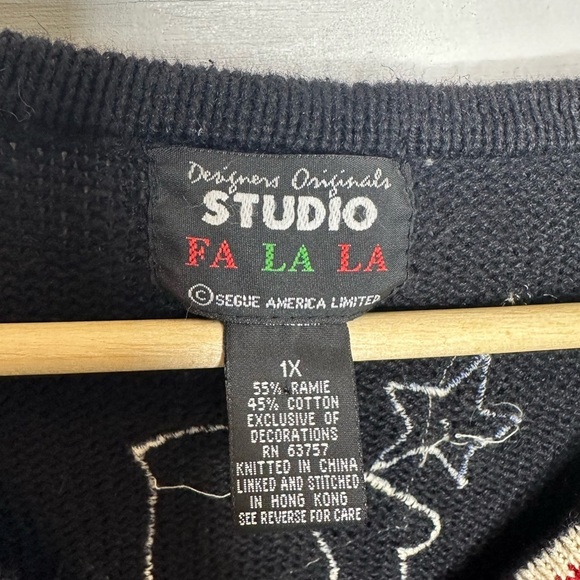 Designers Originals
STUDIO
FA LA LA
© SEGUE AMERICA LIMITED
1X
55% RAMIE
45% COTTON
EXCLUSIVE OF
DECORATIONS
RN 63757
KNITTED IN CHINA
LINKED AND STITCHED
IN HONG KONG
SEE REVERSE FOR CARE